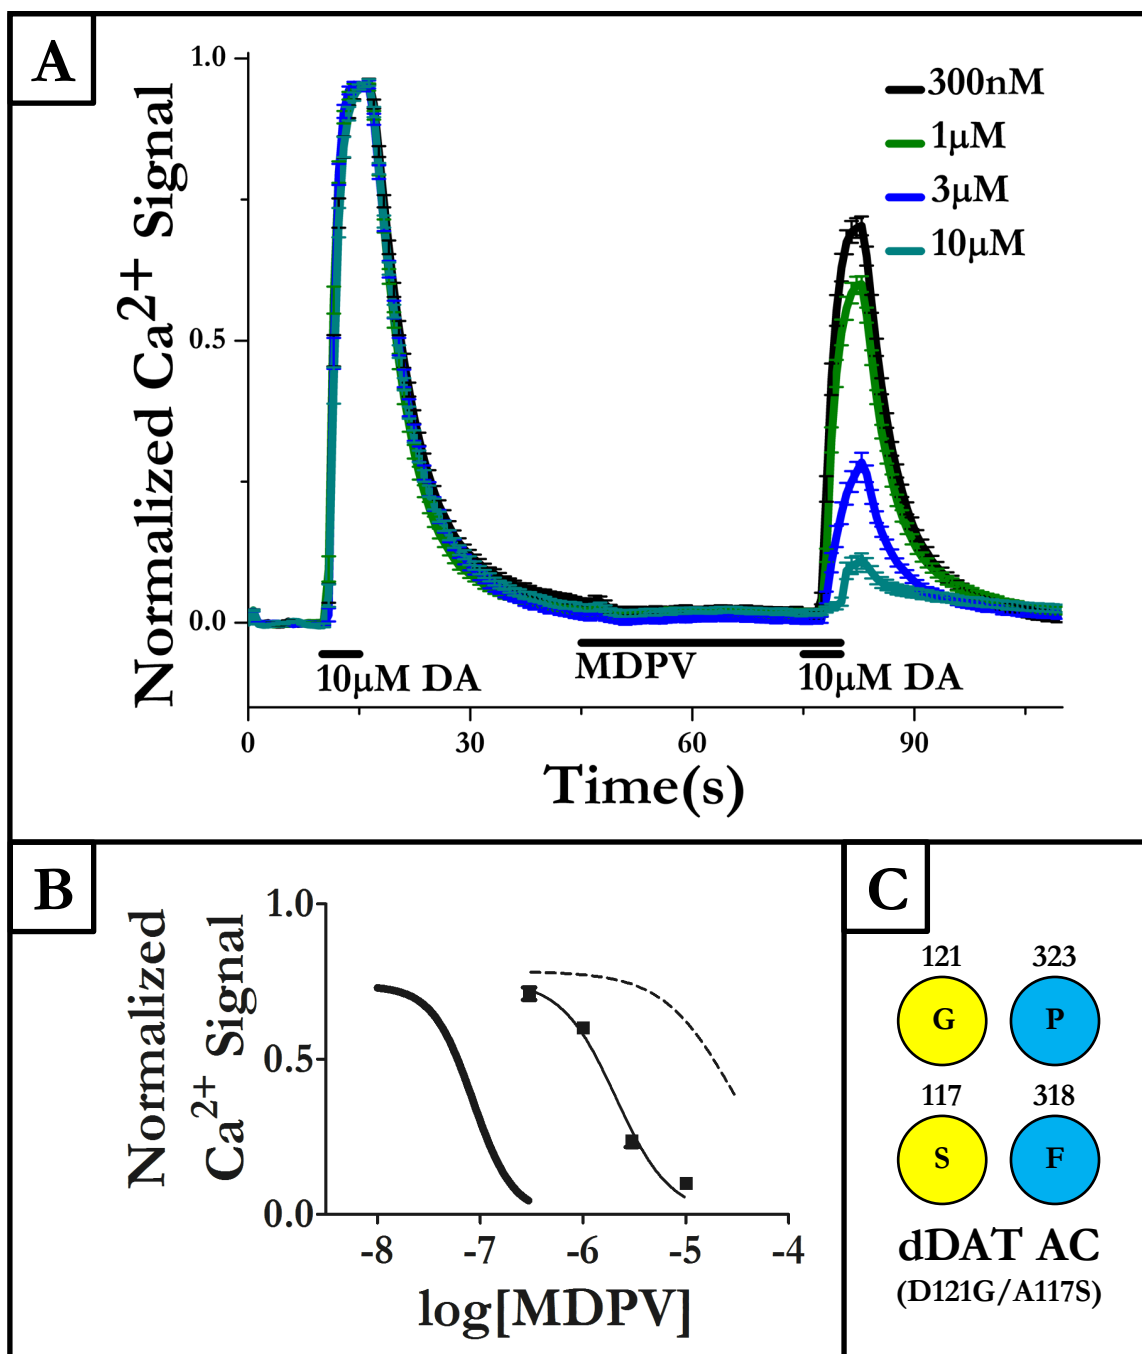 A
Normalized Ca2+ Signal
1.0
0.5
0.0
300nM
1μM
3μM
10μM
10μM DA
MDPV
10μM DA
0 30 60 90
Time(s)
B
Normalized
Ca2+ Signal
1.0
0.5
0.0
-8 -7 -6 -5 -4
log[MDPV]
C
121 323
G P
117 318
S F
dDAT AC
(D121G/A117S)